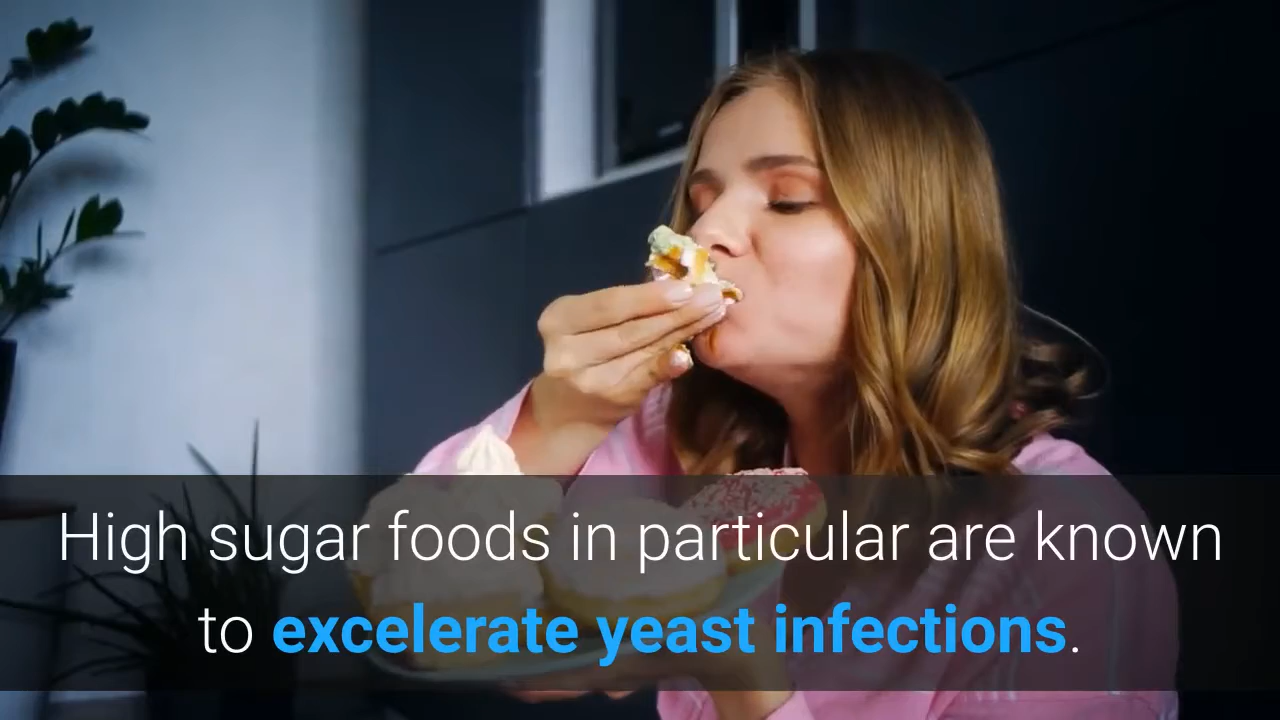 High sugar foods in particular are known
to excelerate yeast infections.